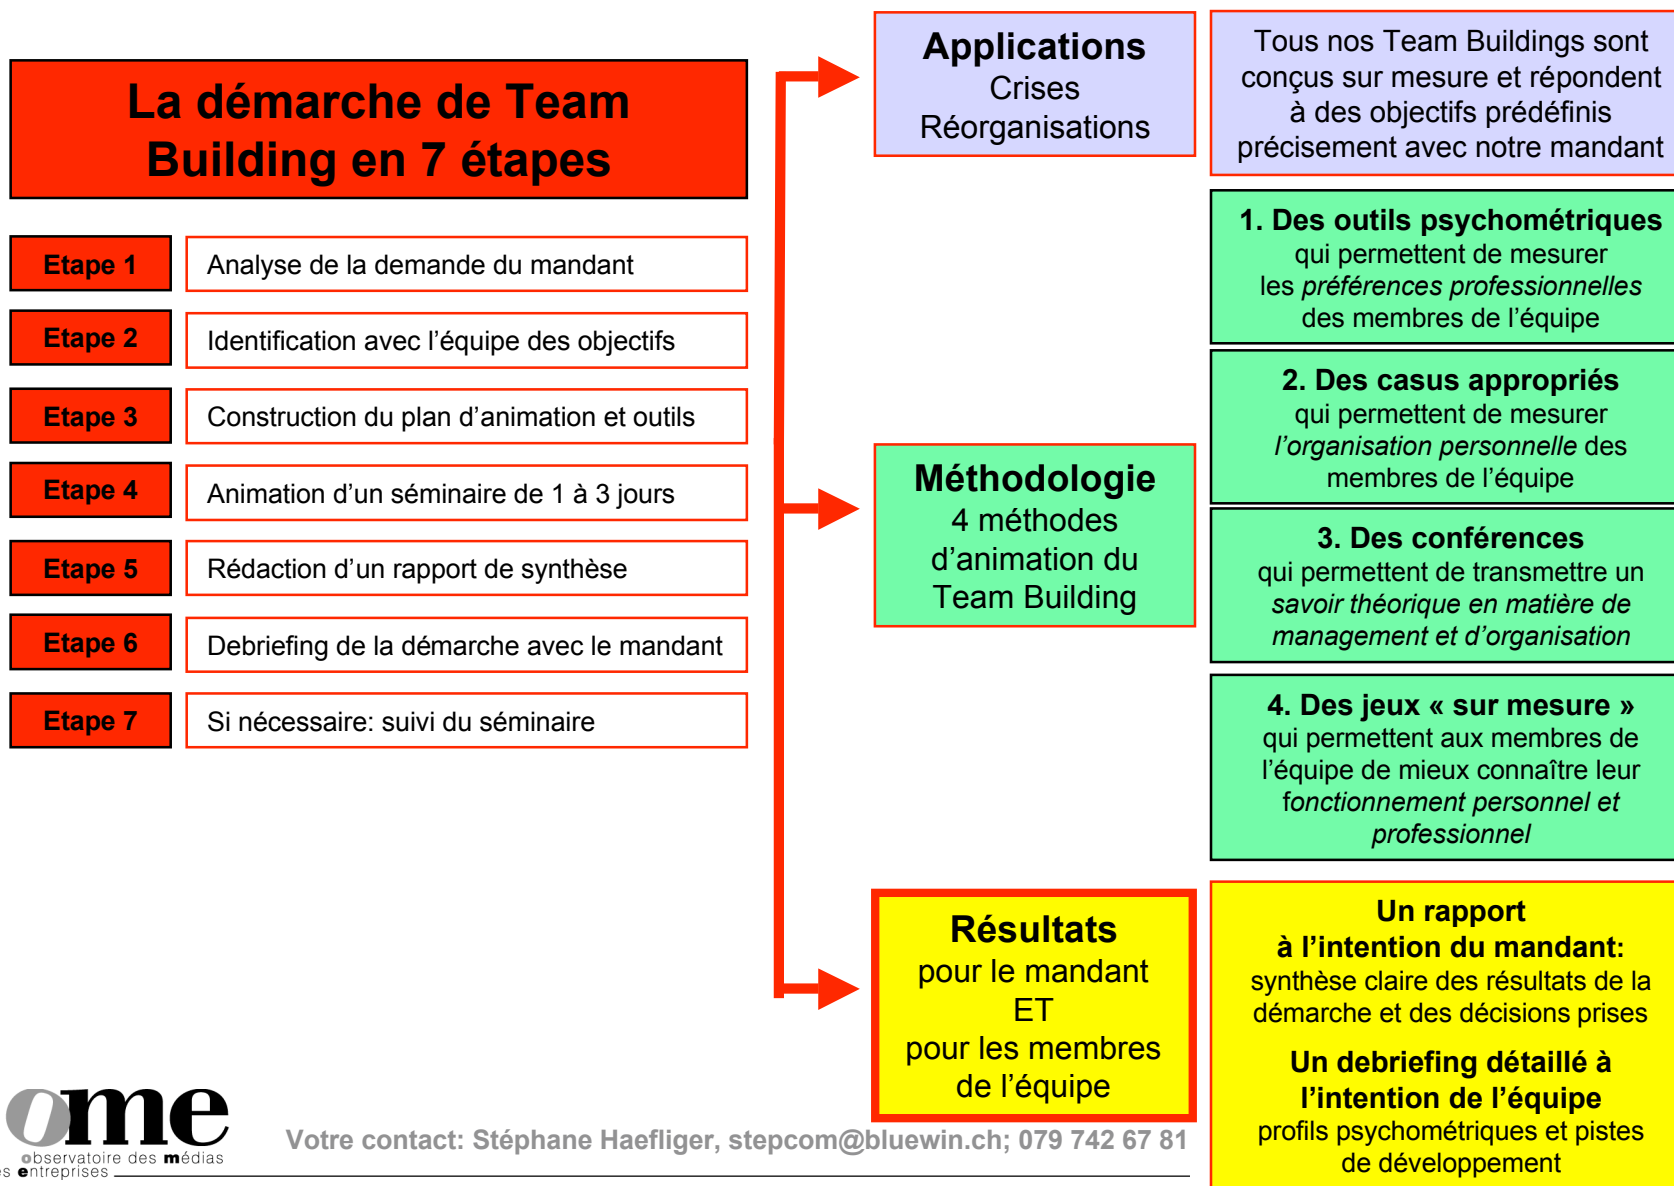 La démarche de Team
Building en 7 étapes
Etape 1
Analyse de la demande du mandant
Etape 2
Identification avec l’équipe des objectifs
Etape 3
Construction du plan d’animation et outils
Etape 4
Animation d’un séminaire de 1 à 3 jours
Etape 5
Rédaction d’un rapport de synthèse
Etape 6
Debriefing de la démarche avec le mandant
Etape 7
Si nécessaire: suivi du séminaire
Applications
Crises
Réorganisations
Tous nos Team Buildings sont
conçus sur mesure et répondent
à des objectifs prédéfinis
précisement avec notre mandant
Méthodologie
4 méthodes
d’animation du
Team Building
1. Des outils psychométriques
qui permettent de mesurer
les préférences professionnelles
des membres de l’équipe
2. Des casus appropriés
qui permettent de mesurer
l’organisation personnelle des
membres de l’équipe
3. Des conférences
qui permettent de transmettre un
savoir théorique en matière de
management et d’organisation
4. Des jeux « sur mesure »
qui permettent aux membres de
l’équipe de mieux connaître leur
fonctionnement personnel et
professionnel
Résultats
pour le mandant
ET
pour les membres
de l’équipe
Un rapport
à l’intention du mandant:
synthèse claire des résultats de la
démarche et des décisions prises
Un debriefing détaillé à
l’intention de l’équipe
profils psychométriques et pistes
de développement
ome
observatoire des médias
es entreprises
Votre contact: Stéphane Haefliger, stepcom@bluewin.ch; 079 742 67 81